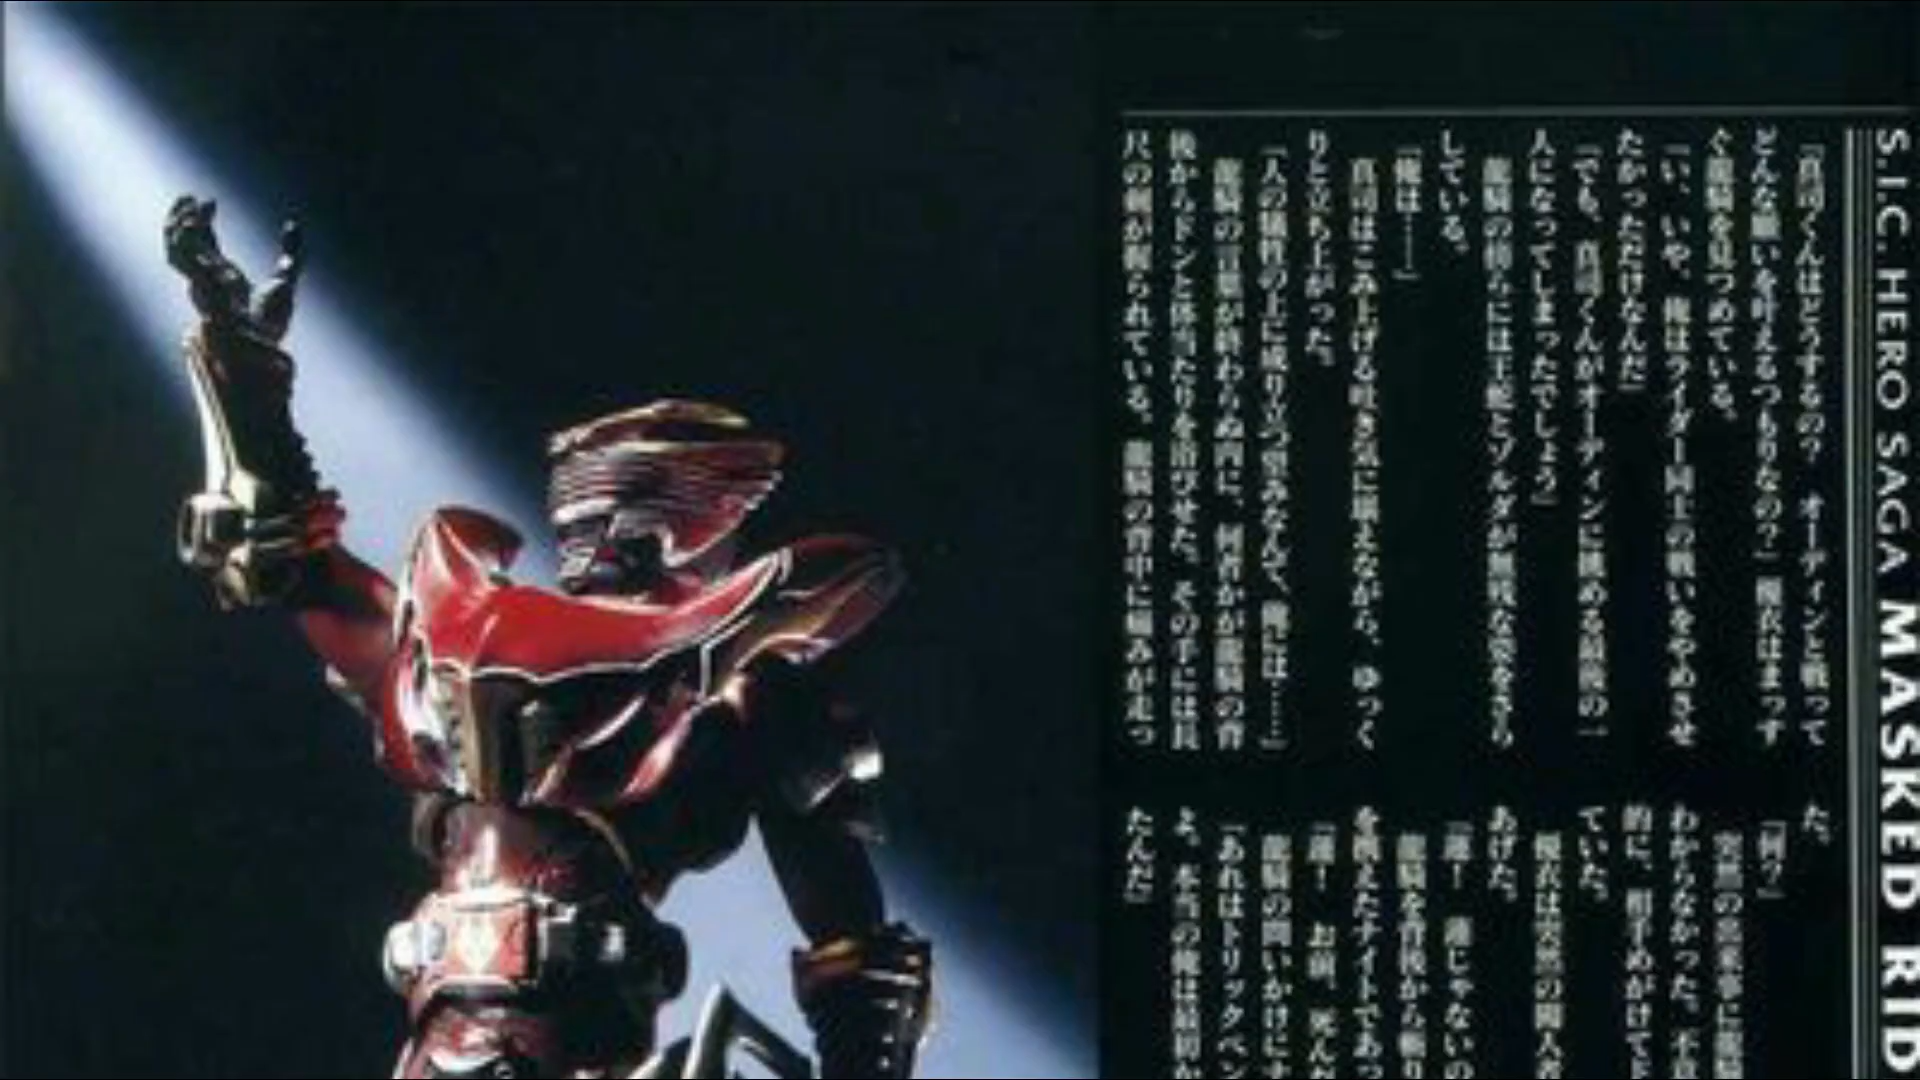 S.I.C. HERO SAGA MASKED RID
「真司くんはどうするの？　オーディンと戦って
どんな願いを叶えるつもりなの？」優衣はまっす
ぐ龍騎を見つめている。
「い、いや、俺はライダー同士の戦いをやめさせ
たかっただけなんだ」
「でも、真司くんがオーディンに挑める最後の一
人になってしまったでしょう」
龍騎の傍らには王蛇とゾルダが無残な姿をさら
している。
「俺は……」
真司はこみ上げる吐き気に堪えながら、ゆっく
りと立ち上がった。
「人の犠牲の上に成り立つ望みなんて、俺には……」
龍騎の言葉が終わらぬ内に、何者かが龍騎の背
後からドンと体当たりを浴びせた。その手には長
尺の剣が握られている。龍騎の背中に痛みが走っ
た。
「何？」
突然の出来事に龍騎
わからなかった。不意
的に、相手めがけてド
ていた。
優衣は突然の闖入者
あげた。
「蓮！　蓮じゃないの
龍騎を背後から斬り
を携えたナイトであっ
「蓮！　お前、死んだ
龍騎の問いかけにナ
「あれはトリックベン
よ。本当の俺は最初か
たんだ」